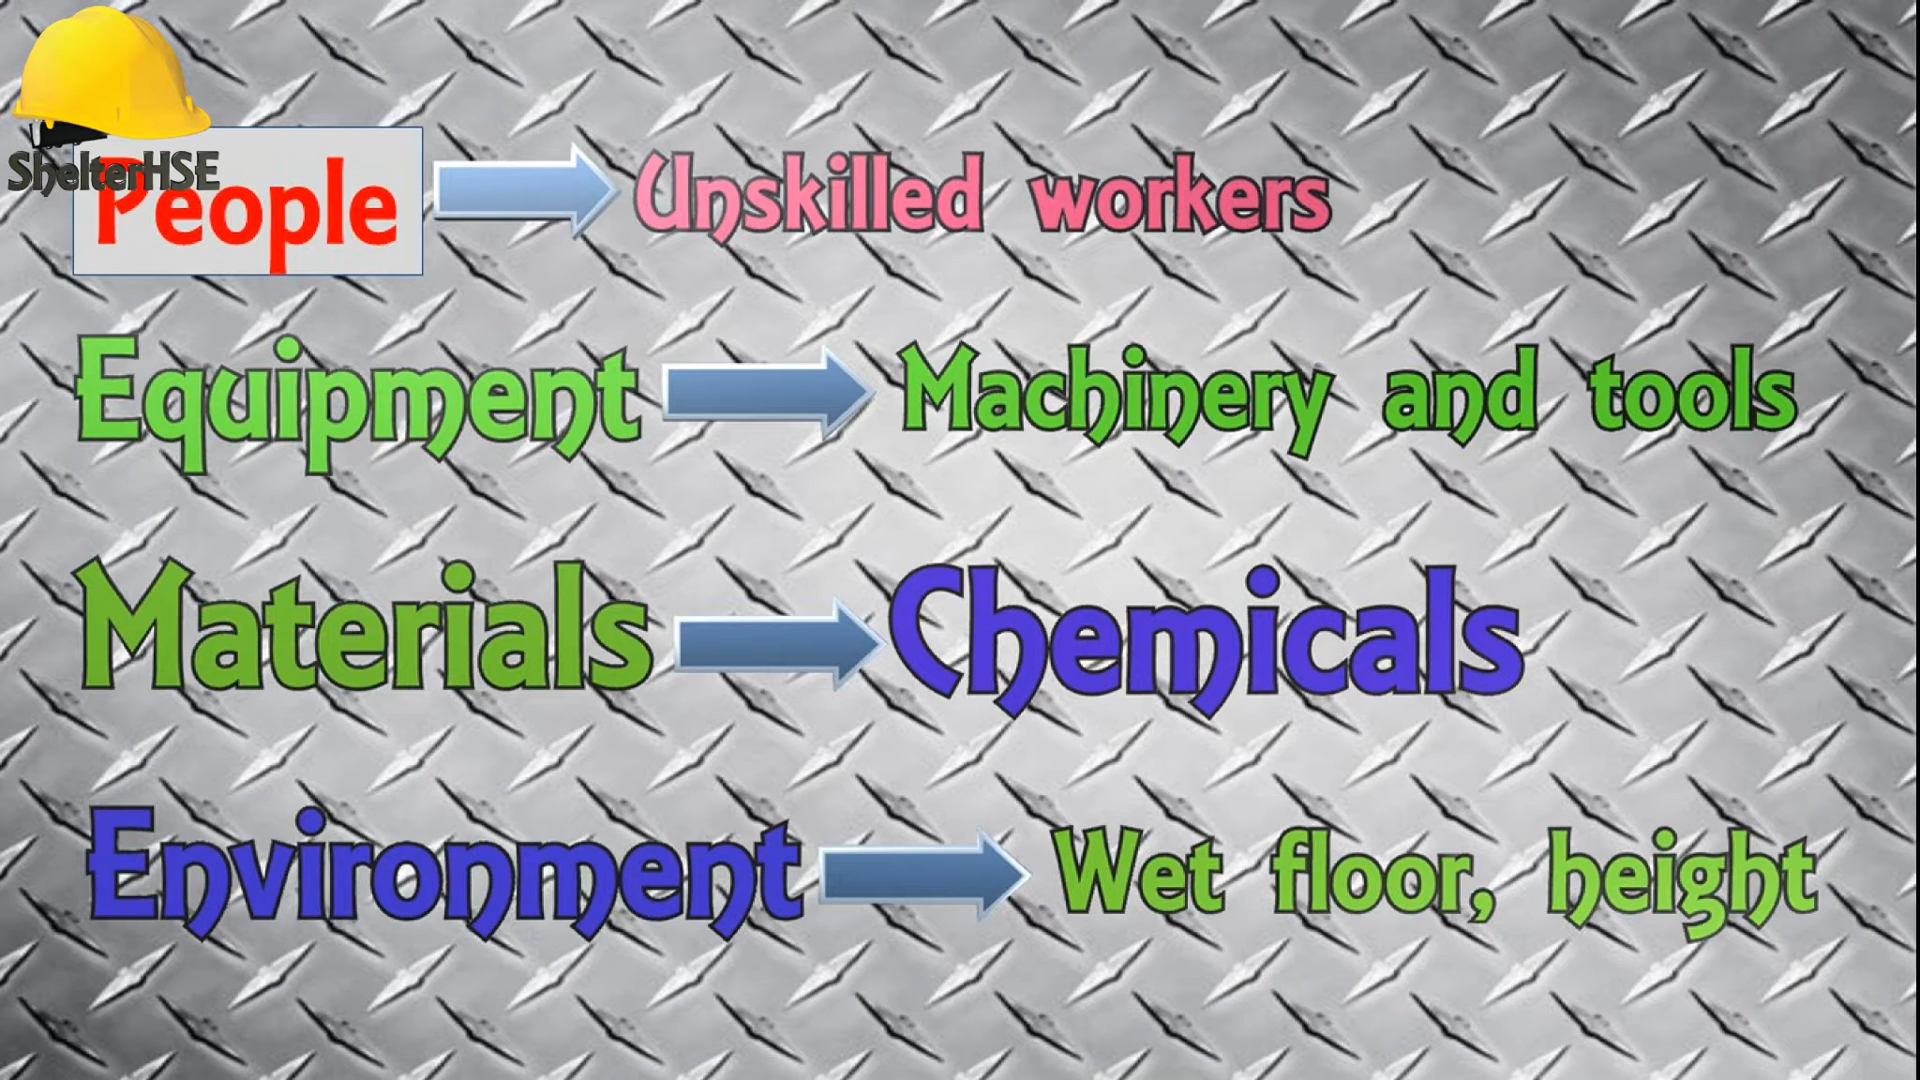 ShelterHSE
People Unskilled workers
Equipment Machinery and tools
Materials Chemicals
Environment Wet floor, height